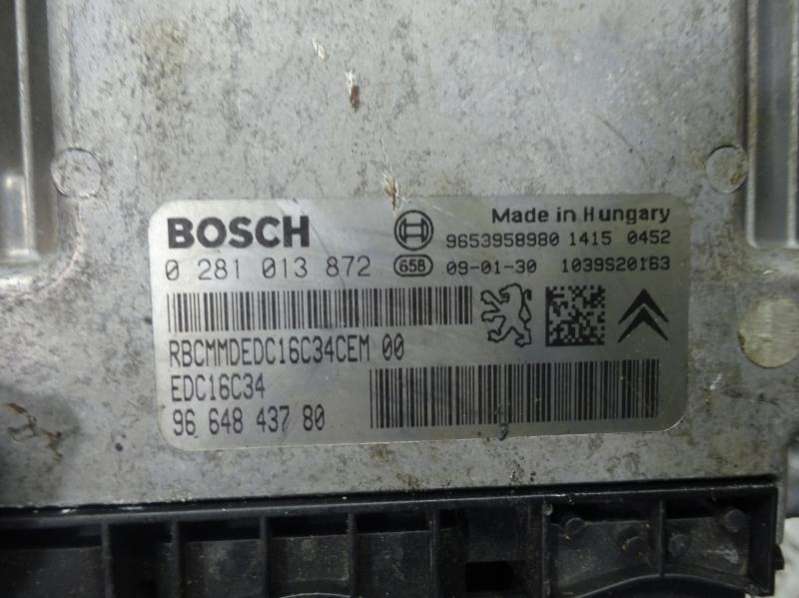 BOSCH
Made in Hungary
9653958980 1415 0452
0 281 013 872
658
09-01-30
1039S20163
RBCMMDEDC16C34CEM 00
EDC16C34
96 648 437 80